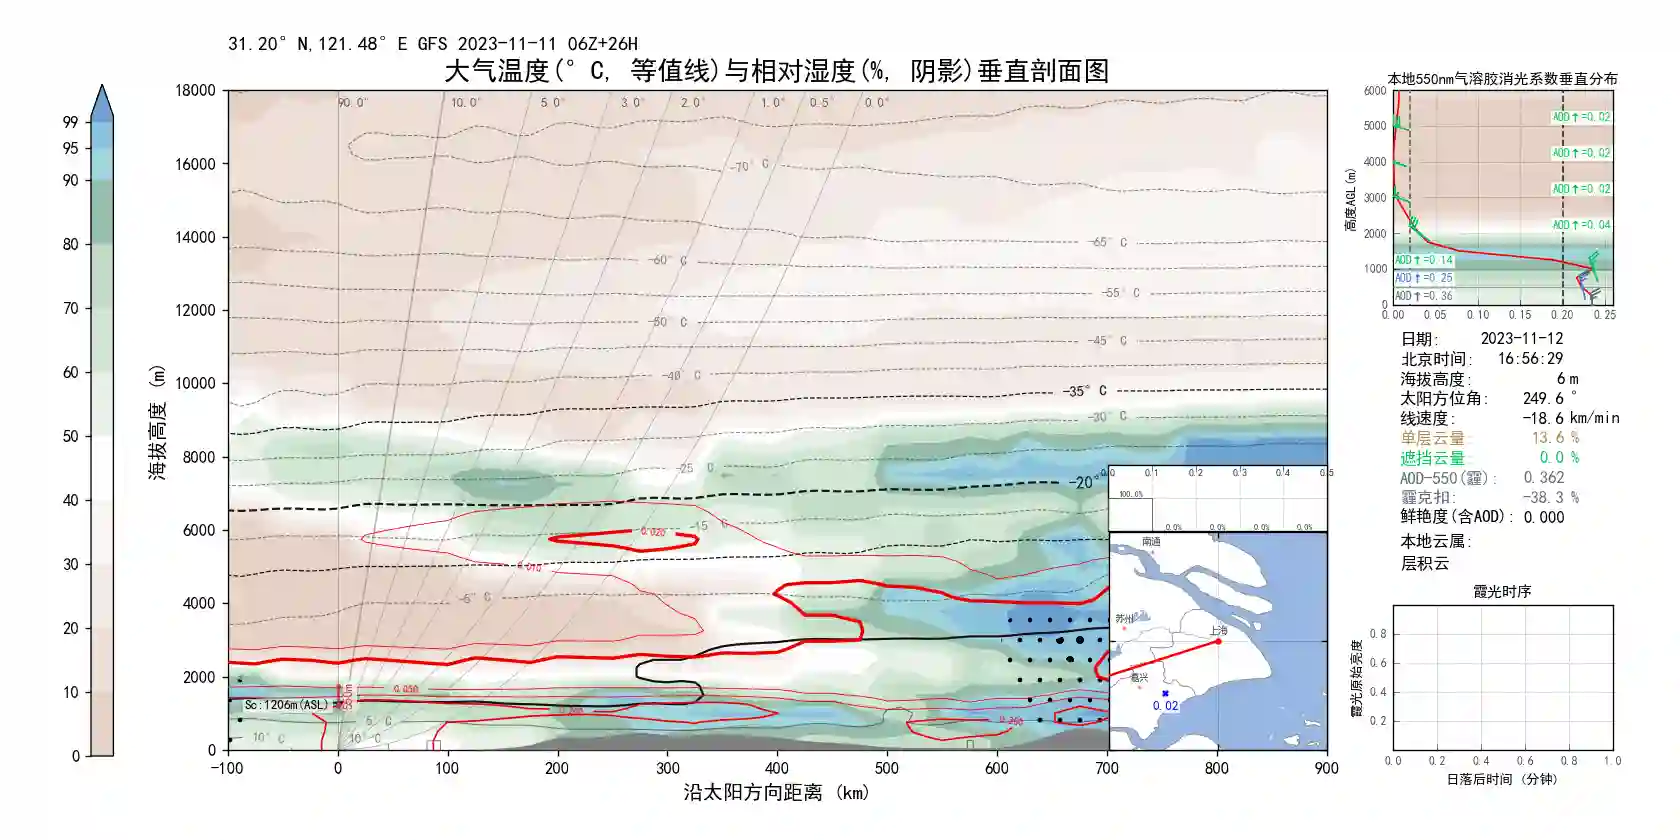 31.20°N,121.48°E GFS 2023-11-11 06Z+26H
大气温度(°C, 等值线)与相对湿度(%, 阴影)垂直剖面图
99
95
90
80
70
60
50
40
30
20
10
0
海拔高度 (m)
18000
16000
14000
12000
10000
8000
6000
4000
2000
0
90.0° 10.0° 5.0° 3.0° 2.0° 1.0° 0.5° 0.0°
-70°C
-65°C
-60°C
-55°C
-50°C
-45°C
-40°C
-35°C
-30°C
-25 C
-20°
-15 C
-5°C
5°C
10°C
10°C
0.020
0.010
0.050
0.200
0.200
Sc:1206m(ASL)
-100 0 100 200 300 400 500 600 700 800 900
沿太阳方向距离 (km)
0.0 0.1 0.2 0.3 0.4 0.5
100.0%
0.0% 0.0% 0.0% 0.0%
南通
苏州
上海
嘉兴
0.02
本地550nm气溶胶消光系数垂直分布
高度AGL(m)
6000
5000
4000
3000
2000
1000
0
AOD↑=0.02
AOD↑=0.02
AOD↑=0.02
AOD↑=0.04
AOD↑=0.14
AOD↑=0.25
AOD↑=0.36
0.00 0.05 0.10 0.15 0.20 0.25
日期: 2023-11-12
北京时间: 16:56:29
海拔高度: 6 m
太阳方位角: 249.6 °
线速度: -18.6 km/min
单层云量: 13.6 %
遮挡云量: 0.0 %
AOD-550(霾): 0.362
霾克扣: -38.3 %
鲜艳度(含AOD): 0.000
本地云属:
层积云
霞光时序
霞光原始亮度
0.8
0.6
0.4
0.2
0.0 0.2 0.4 0.6 0.8 1.0
日落后时间 (分钟)